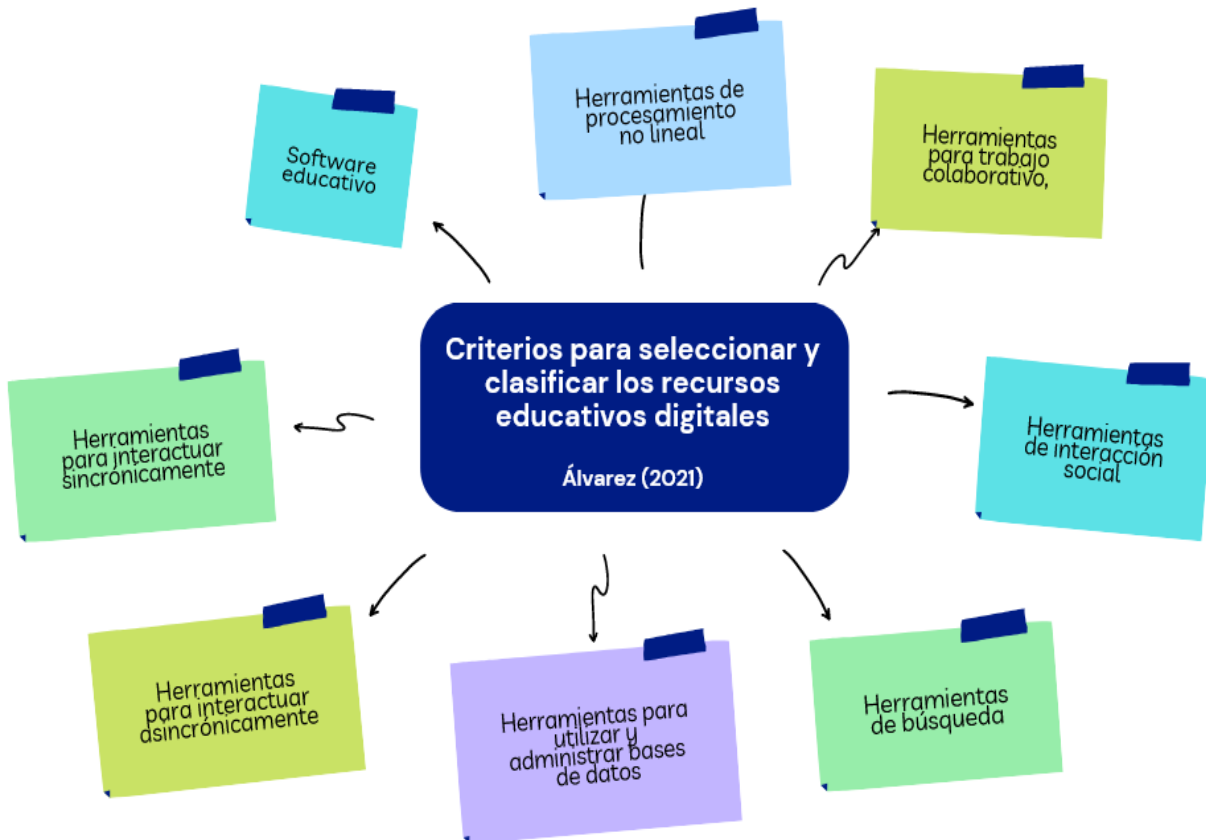 Herramientas de
procesamiento
no lineal
Software
educativo
Herramientas
para trabajo
colaborativo,
Criterios para seleccionar y
clasificar los recursos
educativos digitales
Álvarez (2021)
Herramientas
para interactuar
sincrónicamente
Herramientas
de interacción
social
Herramientas
para interactuar
asincrónicamente
Herramientas para
utilizar y
administrar bases
de datos
Herramientas
de búsqueda